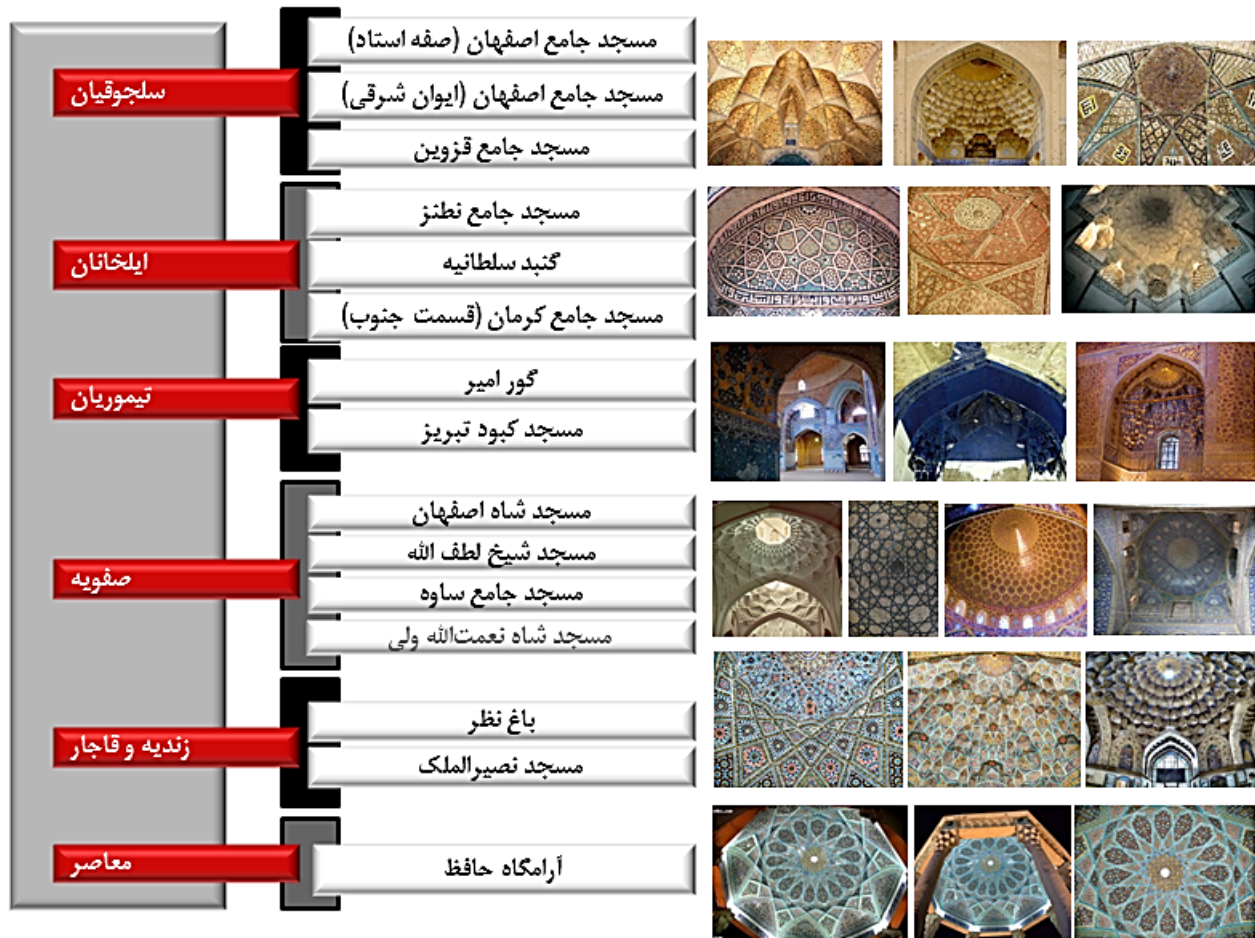 سلجوقیان
مسجد جامع اصفهان (صفه استاد)
مسجد جامع اصفهان (ایوان شرقی)
مسجد جامع قزوین
ایلخانان
مسجد جامع نطنز
گنبد سلطانیه
مسجد جامع کرمان (قسمت جنوب)
تیموریان
گور امیر
مسجد کبود تبریز
صفویه
مسجد شاه اصفهان
مسجد شیخ لطف الله
مسجد جامع ساوه
مسجد شاه نعمت‌الله ولی
زندیه و قاجار
باغ نظر
مسجد نصیرالملک
معاصر
آرامگاه حافظ